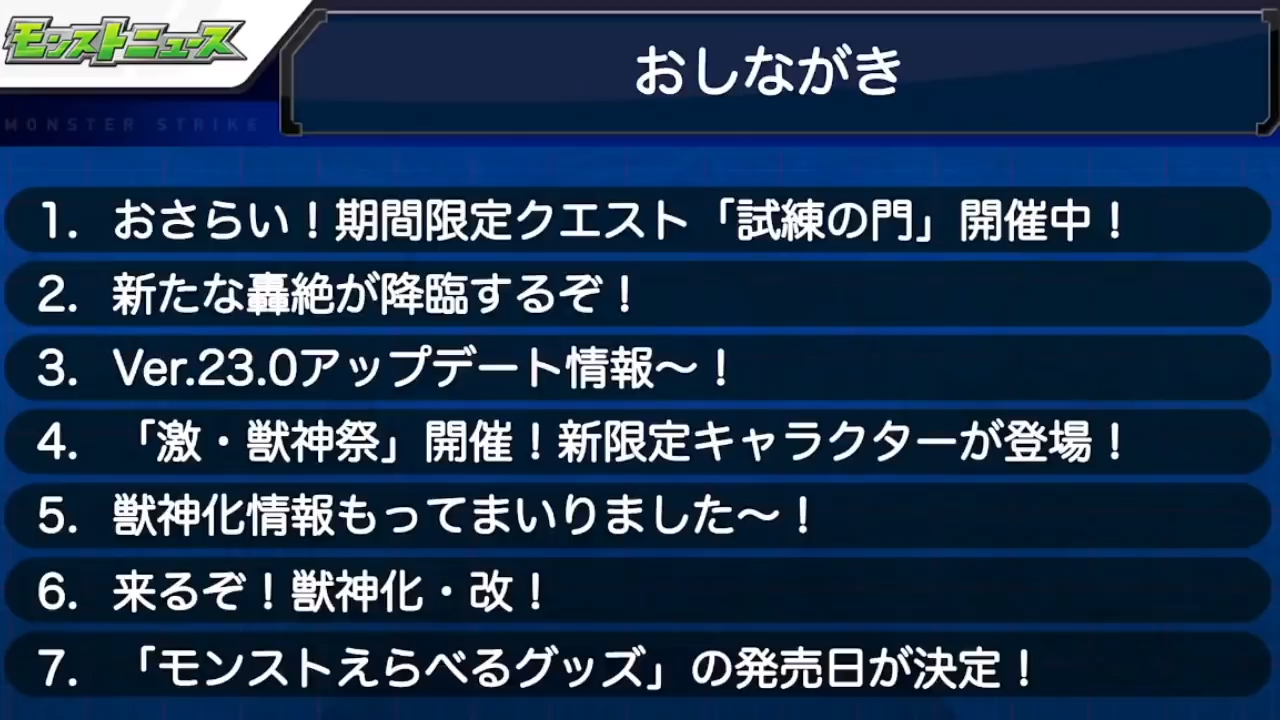 モンストニュース
おしながき
MONSTER STRIKE
1. おさらい！期間限定クエスト「試練の門」開催中！
2. 新たな轟絶が降臨するぞ！
3. Ver.23.0アップデート情報〜！
4. 「激・獣神祭」開催！新限定キャラクターが登場！
5. 獣神化情報もってまいりました〜！
6. 来るぞ！獣神化・改！
7. 「モンストえらべるグッズ」の発売日が決定！